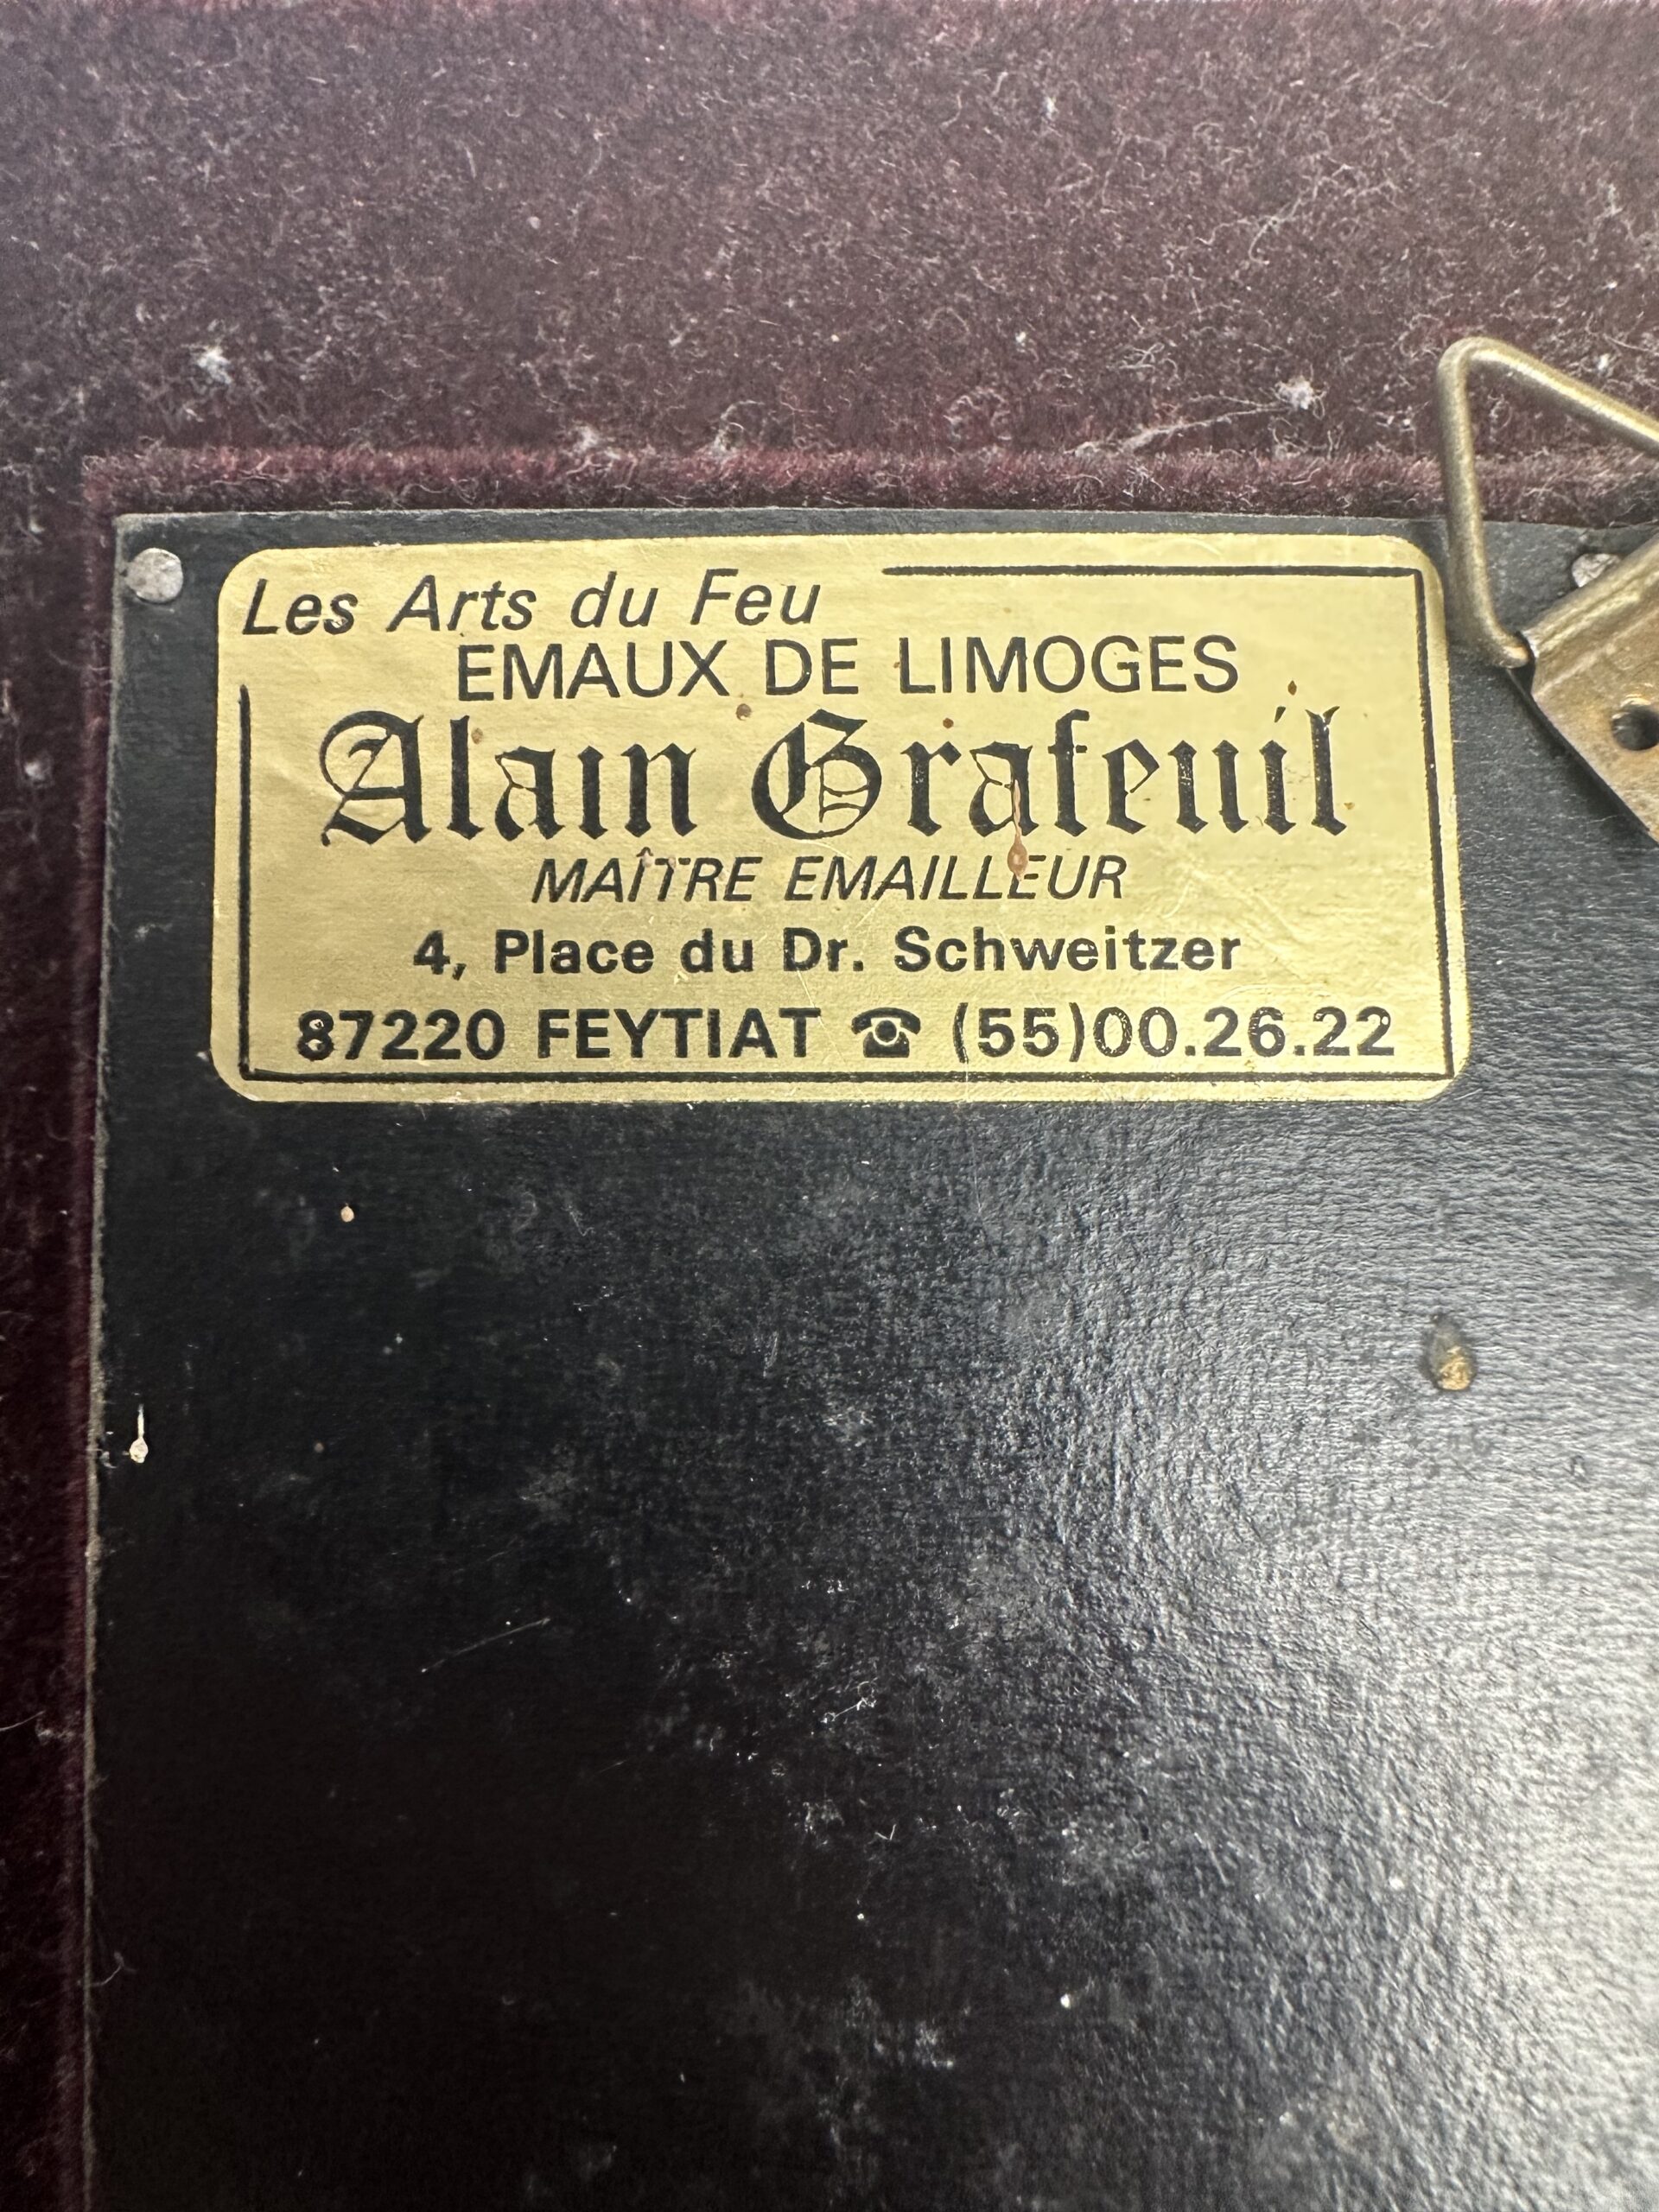 Les Arts du Feu
EMAUX DE LIMOGES
Alain Grafeuil
MAÎTRE EMAILLEUR
4, Place du Dr. Schweitzer
87220 FEYTIAT ☎ (55)00.26.22